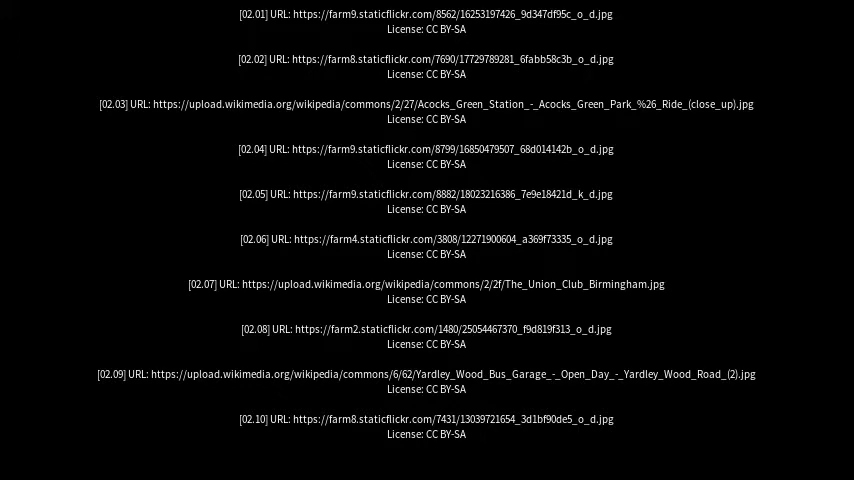 [02.01] URL: https://farm9.staticflickr.com/8562/16253197426_9d347df95c_o_d.jpg
License: CC BY-SA
[02.02] URL: https://farm8.staticflickr.com/7690/17729789281_6fabb58c3b_o_d.jpg
License: CC BY-SA
[02.03] URL: https://upload.wikimedia.org/wikipedia/commons/2/27/Acocks_Green_Station_-_Acocks_Green_Park_%26_Ride_(close_up).jpg
License: CC BY-SA
[02.04] URL: https://farm9.staticflickr.com/8799/16850479507_68d014142b_o_d.jpg
License: CC BY-SA
[02.05] URL: https://farm9.staticflickr.com/8882/18023216386_7e9e18421d_k_d.jpg
License: CC BY-SA
[02.06] URL: https://farm4.staticflickr.com/3808/12271900604_a369f73335_o_d.jpg
License: CC BY-SA
[02.07] URL: https://upload.wikimedia.org/wikipedia/commons/2/2f/The_Union_Club_Birmingham.jpg
License: CC BY-SA
[02.08] URL: https://farm2.staticflickr.com/1480/25054467370_f9d819f313_o_d.jpg
License: CC BY-SA
[02.09] URL: https://upload.wikimedia.org/wikipedia/commons/6/62/Yardley_Wood_Bus_Garage_-_Open_Day_-_Yardley_Wood_Road_(2).jpg
License: CC BY-SA
[02.10] URL: https://farm8.staticflickr.com/7431/13039721654_3d1bf90de5_o_d.jpg
License: CC BY-SA